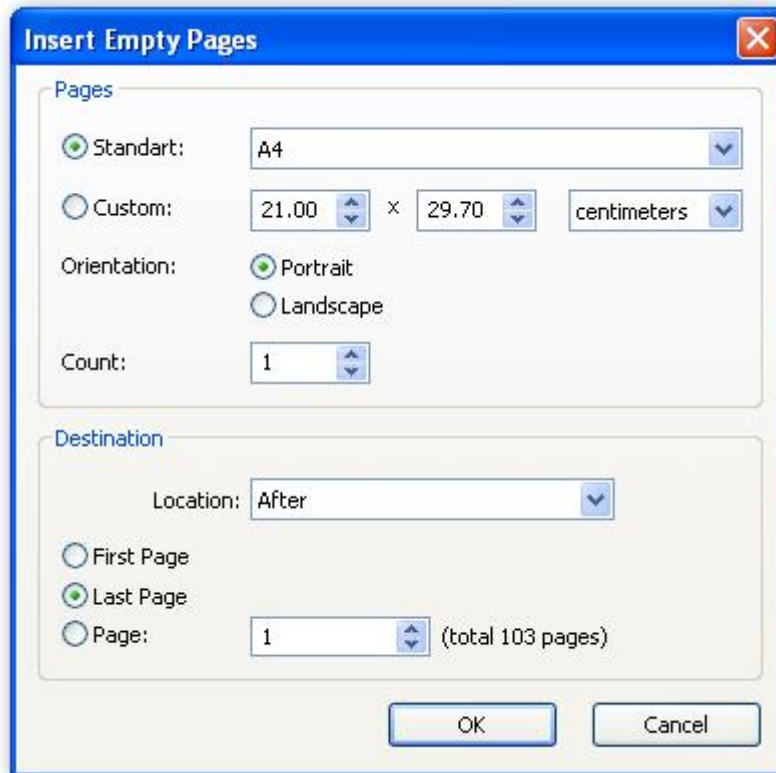 Insert Empty Pages
Pages
Standart: A4
Custom: 21.00 x 29.70 centimeters
Orientation: Portrait
Landscape
Count: 1
Destination
Location: After
First Page
Last Page
Page: 1 (total 103 pages)
OK Cancel